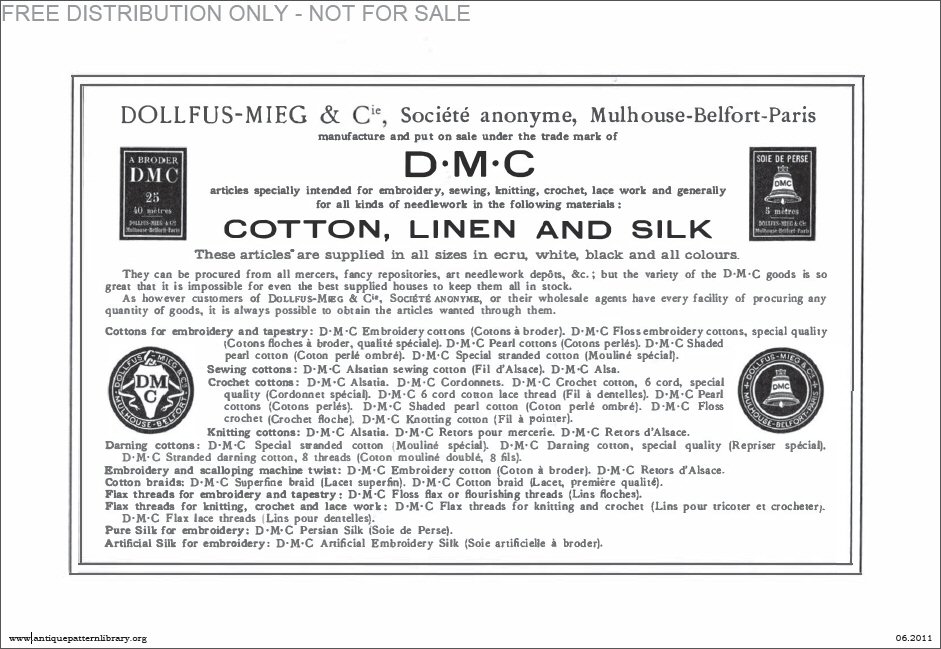 FREE DISTRIBUTION ONLY - NOT FOR SALE
DOLLFUS-MIEG & Cie, Société anonyme, Mulhouse-Belfort-Paris
manufacture and put on sale under the trade mark of
D·M·C
A BRODER
DMC
25
40 mètres
DOLLFUS-MIEG & Cie
Mulhouse-Belfort-Paris
SOIE DE PERSE
DMC
5 mètres
DOLLFUS-MIEG & Cie
Mulhouse-Belfort-Paris
articles specially intended for embroidery, sewing, knitting, crochet, lace work and generally
for all kinds of needlework in the following materials:
COTTON, LINEN AND SILK
These articles are supplied in all sizes in ecru, white, black and all colours.
They can be procured from all mercers, fancy repositories, art needlework depôts, &c.; but the variety of the D·M·C goods is so
great that it is impossible for even the best supplied houses to keep them all in stock.
As however customers of DOLLFUS-MIEG & Cie, SOCIÉTÉ ANONYME, or their wholesale agents have every facility of procuring any
quantity of goods, it is always possible to obtain the articles wanted through them.
Cottons for embroidery and tapestry: D·M·C Embroidery cottons (Cotons à broder). D·M·C Floss embroidery cottons, special quality
(Cotons floches à broder, qualité spéciale). D·M·C Pearl cottons (Cotons perlés). D·M·C Shaded
pearl cotton (Coton perlé ombré). D·M·C Special stranded cotton (Mouliné spécial).
Sewing cottons: D·M·C Alsatian sewing cotton (Fil d'Alsace). D·M·C Alsa.
Crochet cottons: D·M·C Alsatia. D·M·C Cordonnets. D·M·C Crochet cotton, 6 cord, special
quality (Cordonnet spécial). D·M·C 6 cord cotton lace thread (Fil à dentelles). D·M·C Pearl
cottons (Cotons perlés). D·M·C Shaded pearl cotton (Coton perlé ombré). D·M·C Floss
crochet (Crochet floche). D·M·C Knotting cotton (Fil à pointer).
Knitting cottons: D·M·C Alsatia. D·M·C Retors pour mercerie. D·M·C Retors d'Alsace.
DOLLFUS-MIEG & Cie
DMC
MULHOUSE-BELFORT
DOLLFUS-MIEG & Cie
DMC
MULHOUSE-BELFORT-PARIS
Darning cottons: D·M·C Special stranded cotton (Mouliné spécial). D·M·C Darning cotton, special quality (Repriser spécial),
D·M·C Stranded darning cotton, 8 threads (Coton mouliné doublé, 8 fils).
Embroidery and scalloping machine twist: D·M·C Embroidery cotton (Coton à broder). D·M·C Retors d'Alsace.
Cotton braids: D·M·C Superfine braid (Lacet superfin). D·M·C Cotton braid (Lacet, première qualité).
Flax threads for embroidery and tapestry: D·M·C Floss flax or flourishing threads (Lins floches).
Flax threads for knitting, crochet and lace work: D·M·C Flax threads for knitting and crochet (Lins pour tricoter et crocheter).
D·M·C Flax lace threads (Lins pour dentelles).
Pure Silk for embroidery: D·M·C Persian Silk (Soie de Perse).
Artificial Silk for embroidery: D·M·C Artificial Embroidery Silk (Soie artificielle à broder).
www.antiquepatternlibrary.org
06.2011